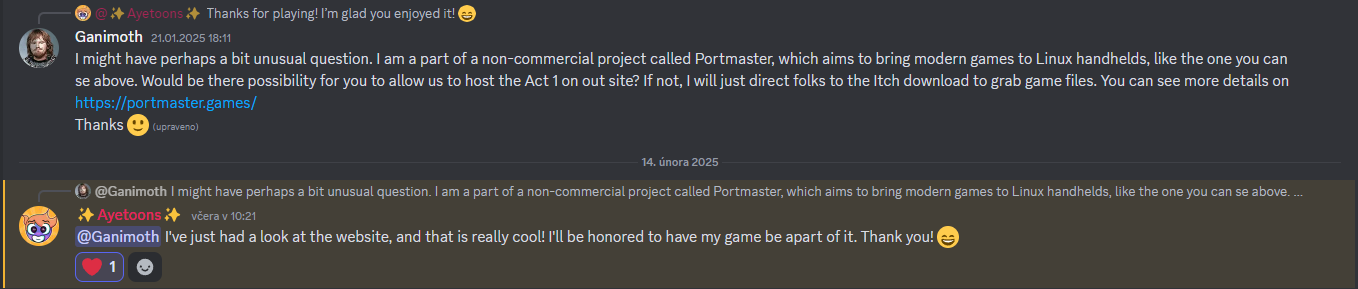 @✨Ayetoons✨ Thanks for playing! I'm glad you enjoyed it! 😄
Ganimoth 21.01.2025 18:11
I might have perhaps a bit unusual question. I am a part of a non-commercial project called Portmaster, which aims to bring modern games to Linux handhelds, like the one you can
se above. Would be there possibility for you to allow us to host the Act 1 on out site? If not, I will just direct folks to the Itch download to grab game files. You can see more details on
https://portmaster.games/
Thanks 🙂 (upraveno)
14. února 2025
@Ganimoth I might have perhaps a bit unusual question. I am a part of a non-commercial project called Portmaster, which aims to bring modern games to Linux handhelds, like the one you can se above. ...
✨Ayetoons✨ včera v 10:21
@Ganimoth I've just had a look at the website, and that is really cool! I'll be honored to have my game be apart of it. Thank you! 😄
❤️ 1